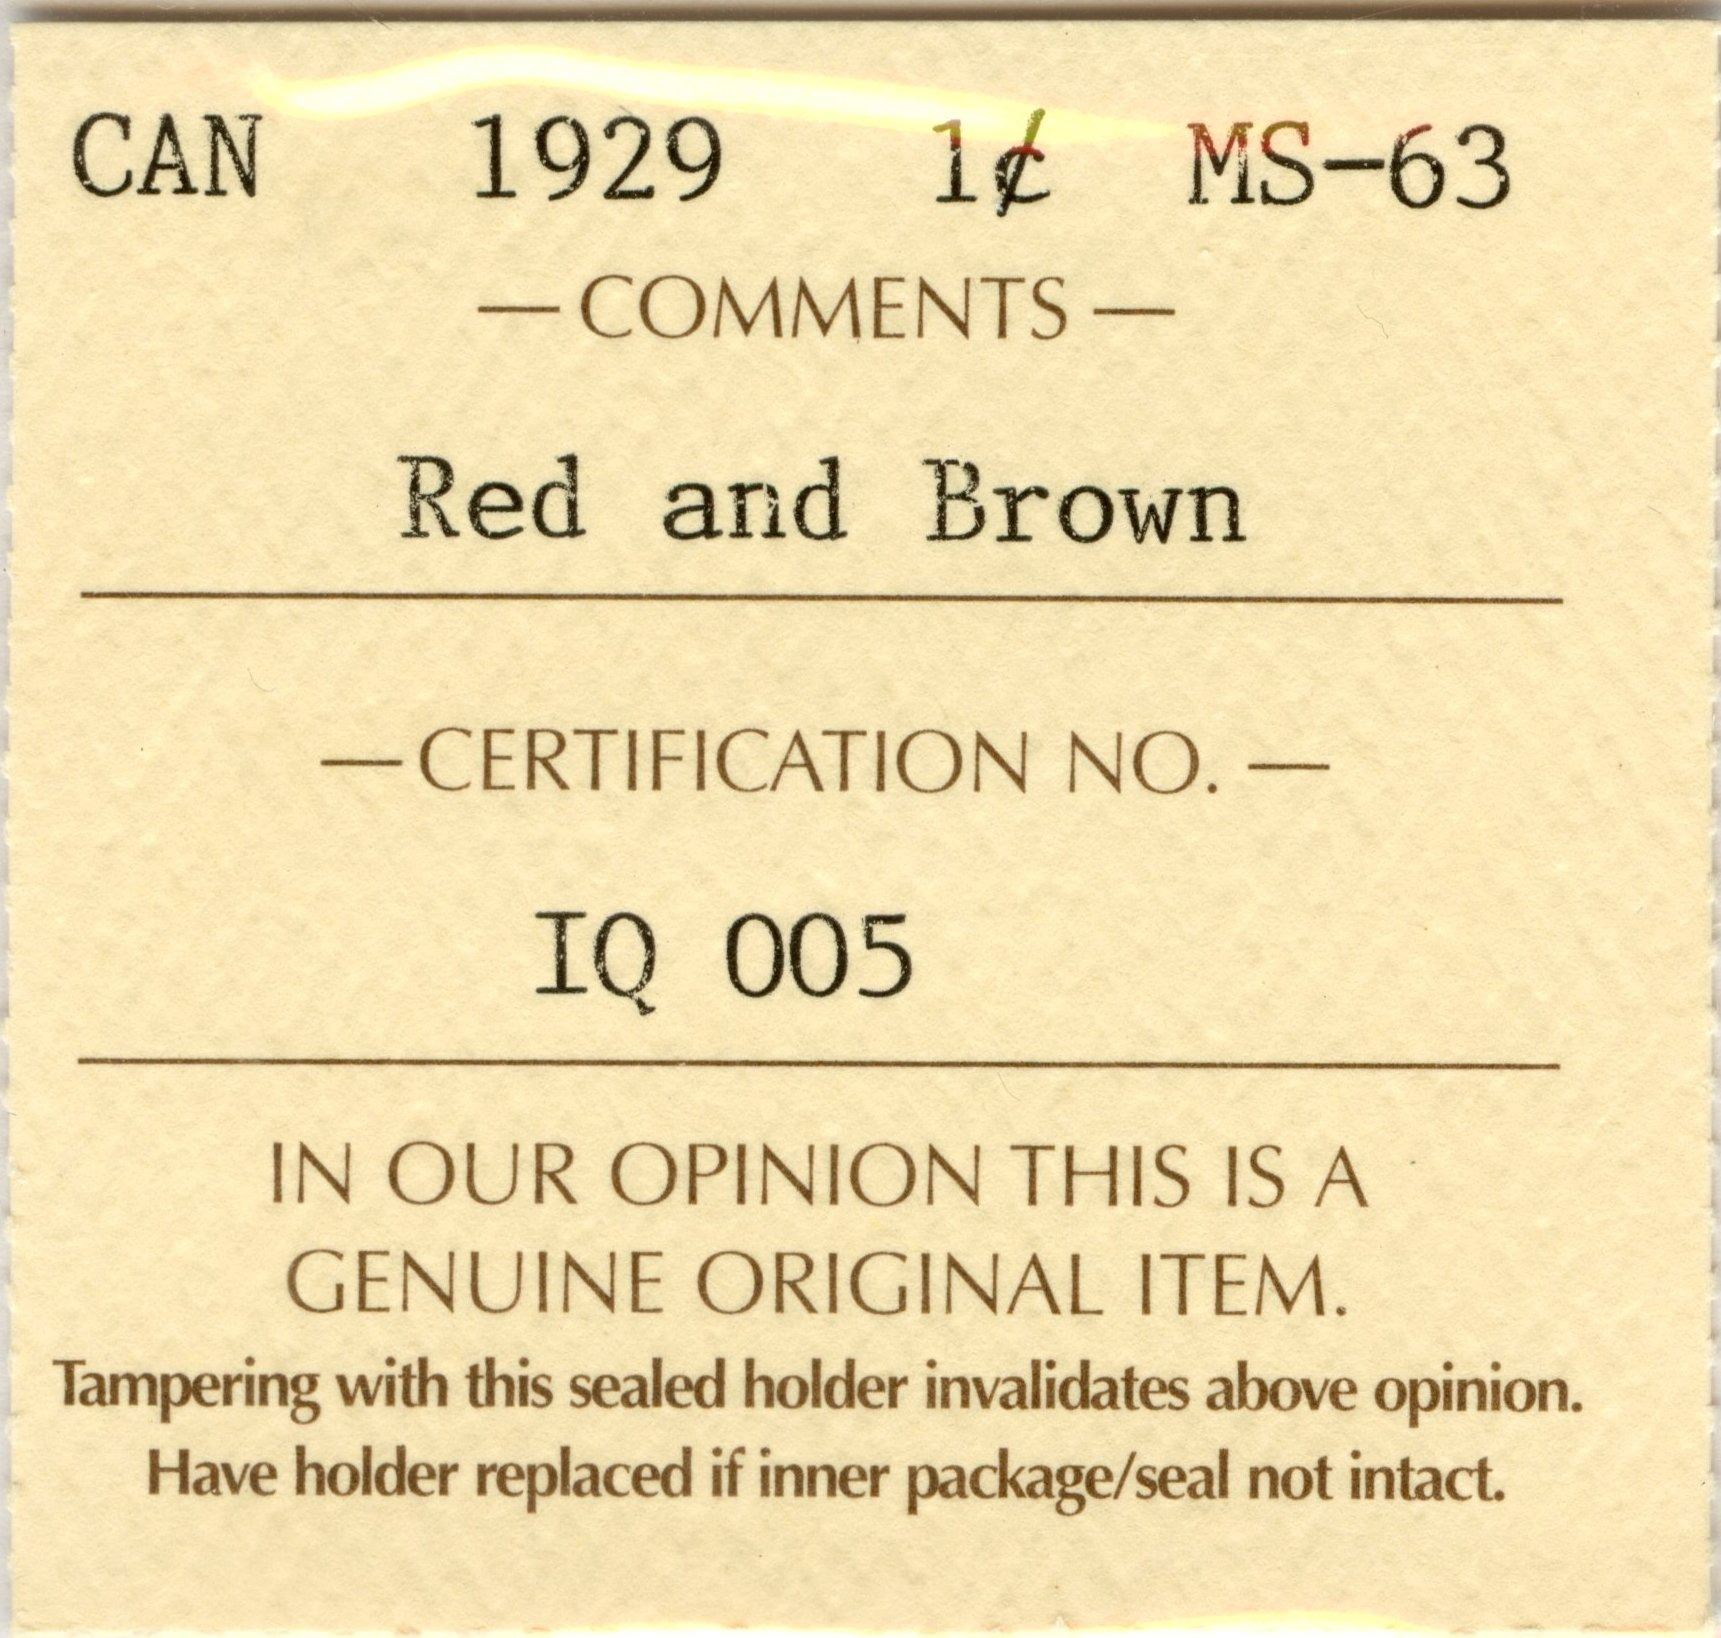 CAN 1929 1¢ MS-63
—COMMENTS—
Red and Brown
—CERTIFICATION NO.—
IQ 005
IN OUR OPINION THIS IS A
GENUINE ORIGINAL ITEM.
Tampering with this sealed holder invalidates above opinion.
Have holder replaced if inner package/seal not intact.